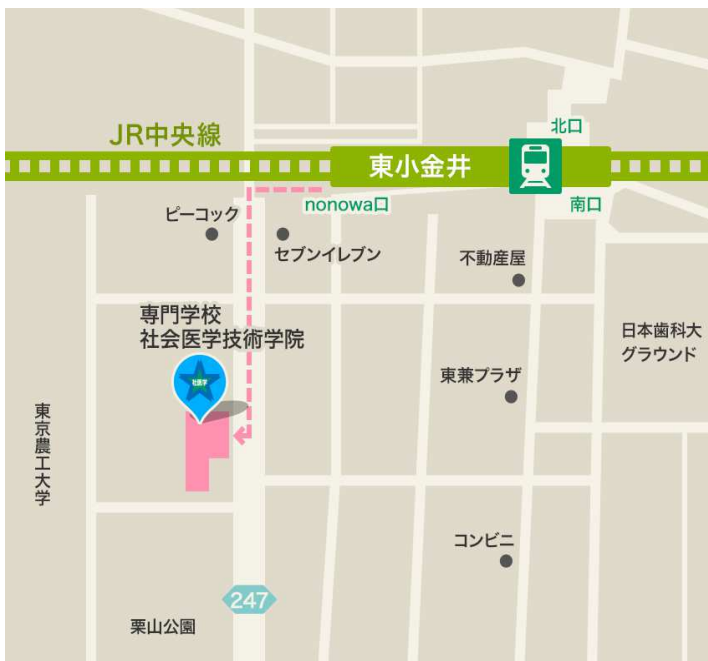 北口
JR中央線
東小金井
nonowa口
南口
ピーコック
セブンイレブン
不動産屋
専門学校
社会医学技術学院
日本歯科大
グラウンド
東兼プラザ
社医学
東京農工大学
コンビニ
247
栗山公園